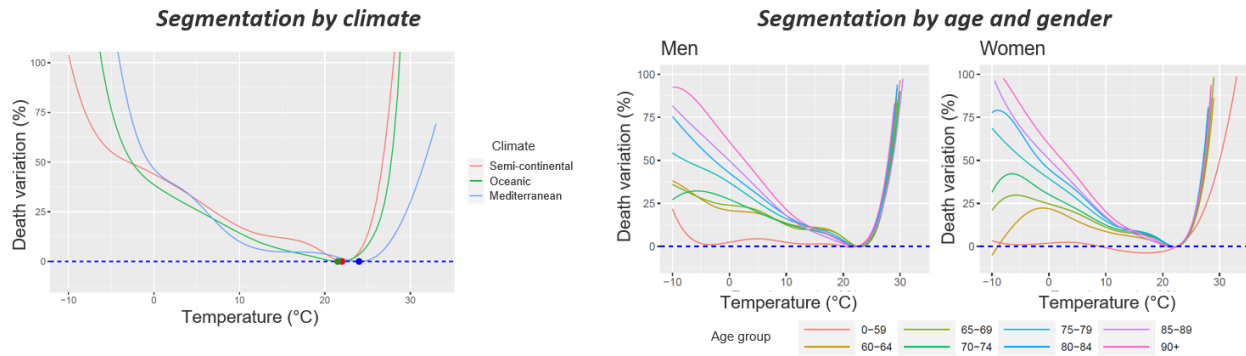 Segmentation by climate
Death variation (%)
100
75
50
25
0
−10
0
10
20
30
Temperature (°C)
Climate
Semi-continental
Oceanic
Mediterranean
Segmentation by age and gender
Men
Women
Death variation (%)
100
75
50
25
0
−10
0
10
20
30
Temperature (°C)
Death variation (%)
100
75
50
25
0
−10
0
10
20
30
Temperature (°C)
Age group
0−59
65−69
75−79
85−89
60−64
70−74
80−84
90+